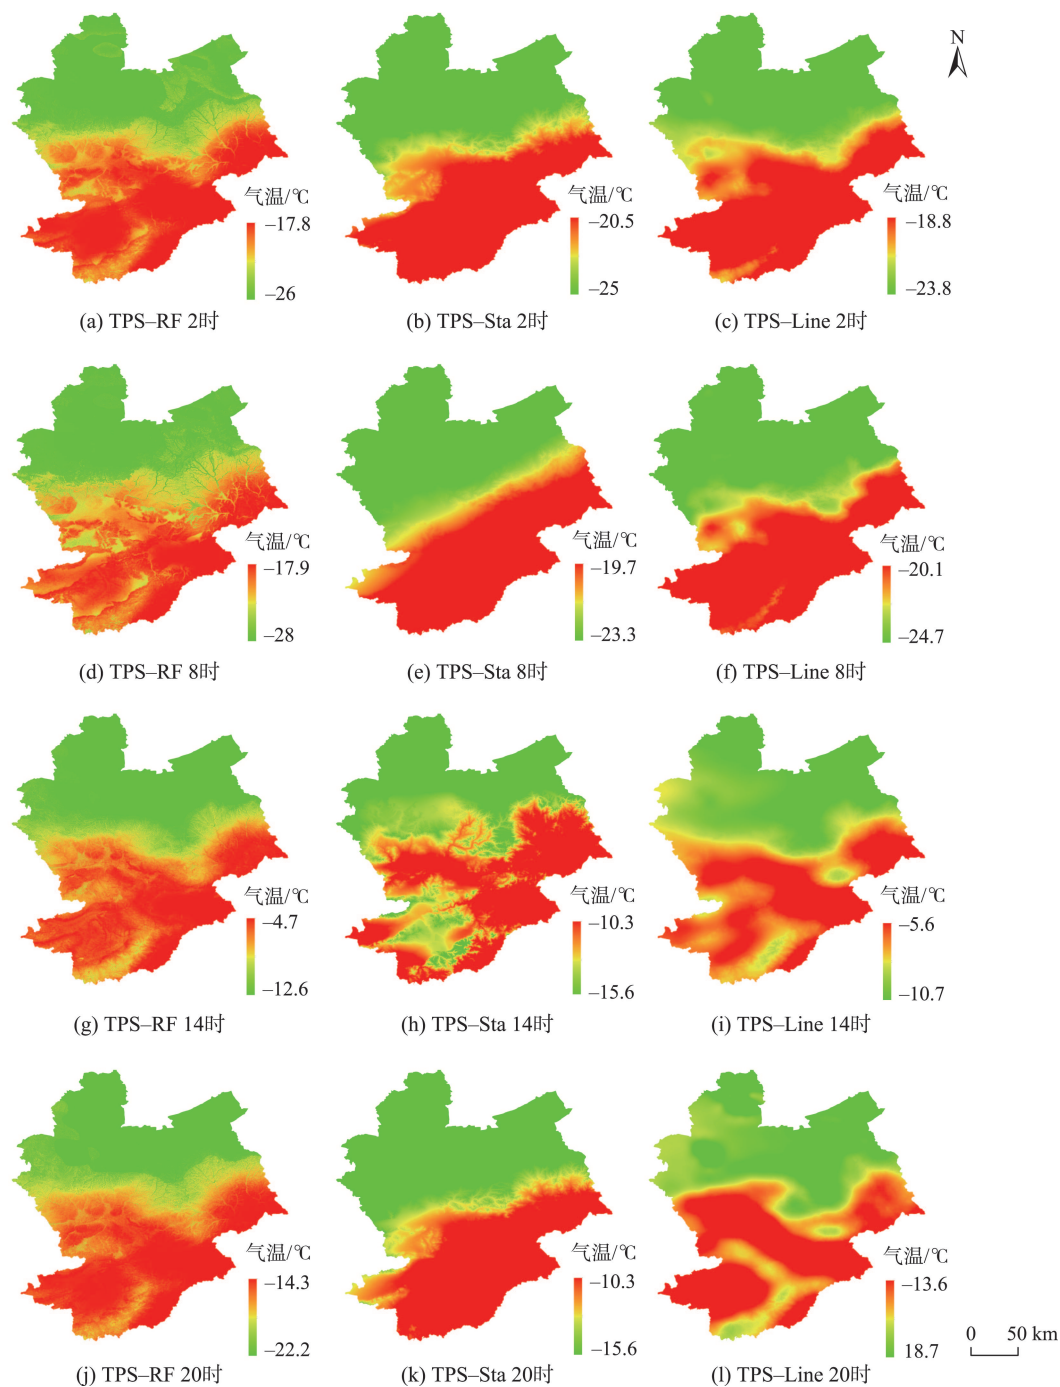 N
气温/℃
−17.8
−26
气温/℃
−20.5
−25
气温/℃
−18.8
−23.8
(a) TPS–RF 2时
(b) TPS–Sta 2时
(c) TPS–Line 2时
气温/℃
−17.9
−28
气温/℃
−19.7
−23.3
气温/℃
−20.1
−24.7
(d) TPS–RF 8时
(e) TPS–Sta 8时
(f) TPS–Line 8时
气温/℃
−4.7
−12.6
气温/℃
−10.3
−15.6
气温/℃
−5.6
−10.7
(g) TPS–RF 14时
(h) TPS–Sta 14时
(i) TPS–Line 14时
气温/℃
−14.3
−22.2
气温/℃
−10.3
−15.6
气温/℃
−13.6
18.7
0 50 km
(j) TPS–RF 20时
(k) TPS–Sta 20时
(l) TPS–Line 20时